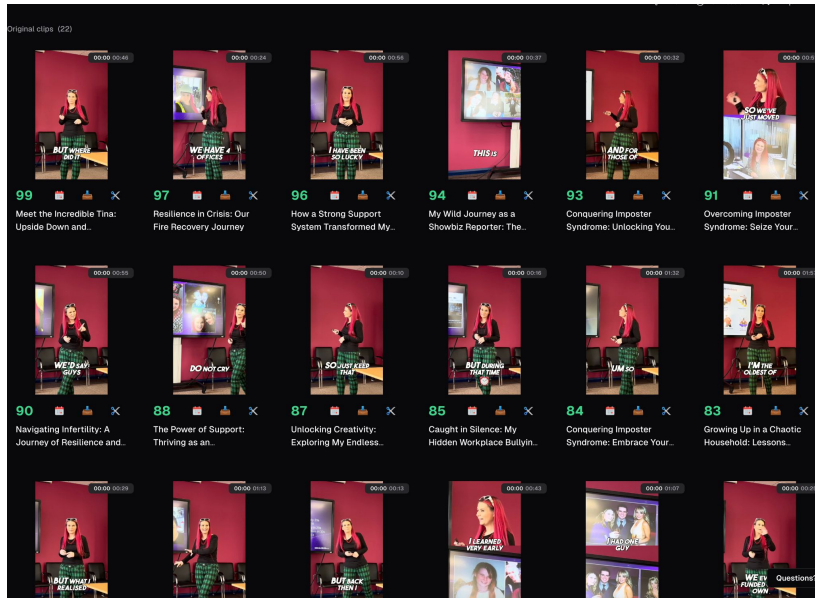 Original clips (22)
00:00 00:46
00:00 00:24
00:00 00:56
00:00 00:37
00:00 00:32
00:00
BUT WHERE
DID IT
WE HAVE 4
OFFICES
I HAVE BEEN
SO LUCKY
THIS IS
AND FOR
THOSE OF
SO WE'VE
JUST MOVED
99
97
96
94
93
91
Meet the Incredible Tina:
Upside Down and…
Resilience in Crisis: Our
Fire Recovery Journey
How a Strong Support
System Transformed My…
My Wild Journey as a
Showbiz Reporter: The…
Conquering Imposter
Syndrome: Unlocking You…
Overcoming Imposter
Syndrome: Seize Your…
00:00 00:55
00:00 00:50
00:00 00:10
00:00 00:16
00:00 01:32
00:00
WE'D SAY
GUYS
DO NOT CRY
SO JUST KEEP
THAT
BUT DURING
THAT TIME
UM SO
I'M THE
OLDEST OF
90
88
87
85
84
83
Navigating Infertility: A
Journey of Resilience and…
The Power of Support:
Thriving as an…
Unlocking Creativity:
Exploring My Endless…
Caught in Silence: My
Hidden Workplace Bullyin…
Conquering Imposter
Syndrome: Embrace Your…
Growing Up in a Chaotic
Household: Lessons…
00:00 00:29
00:00 01:13
00:00 00:13
00:00 00:43
00:00 01:07
00:00
BUT WHAT I
REALISED
BUT BACK
THEN I
I LEARNED
VERY EARLY
I HAD ONE
GUY
WE EV
FUNDED
OWN
Questions?